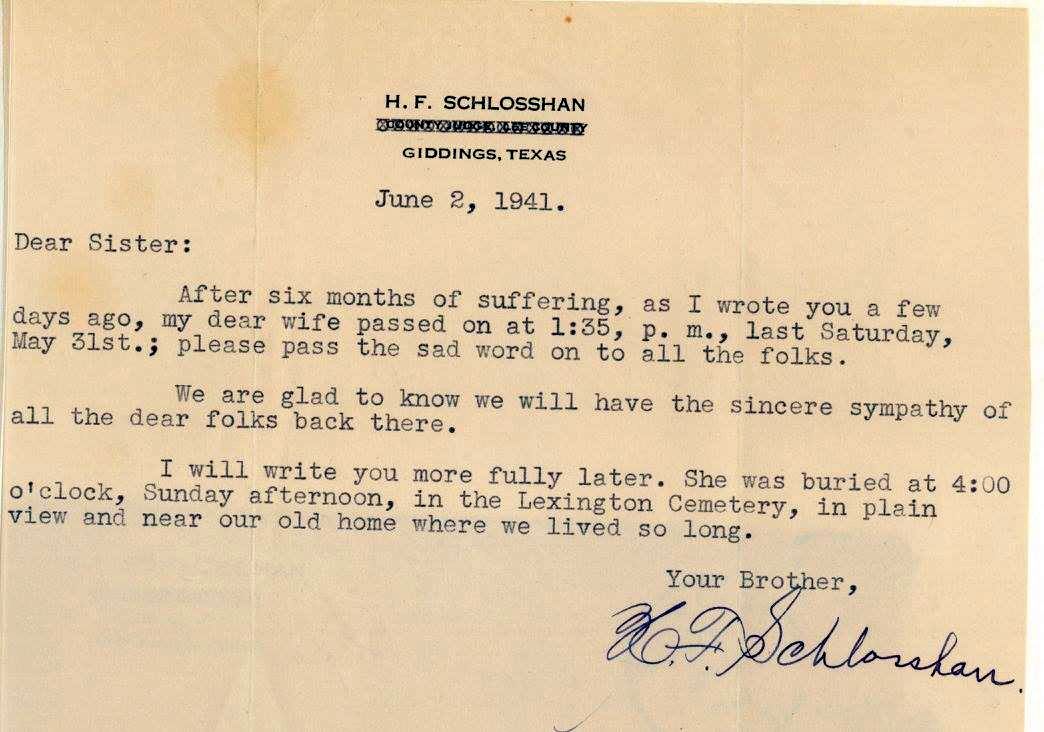 H. F. SCHLOSSHAN
COUNTY JUDGE, LEE COUNTY
GIDDINGS, TEXAS
June 2, 1941.
Dear Sister:
After six months of suffering, as I wrote you a few
days ago, my dear wife passed on at 1:35, p. m., last Saturday,
May 31st.; please pass the sad word on to all the folks.
We are glad to know we will have the sincere sympathy of
all the dear folks back there.
I will write you more fully later. She was buried at 4:00
o'clock, Sunday afternoon, in the Lexington Cemetery, in plain
view and near our old home where we lived so long.
Your Brother,
H. F. Schlosshan.